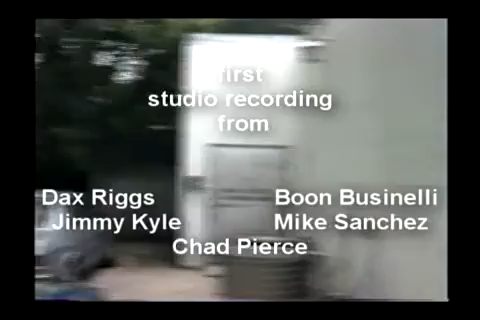 first
studio recording
from
Dax Riggs Boon Businelli
Jimmy Kyle Mike Sanchez
Chad Pierce